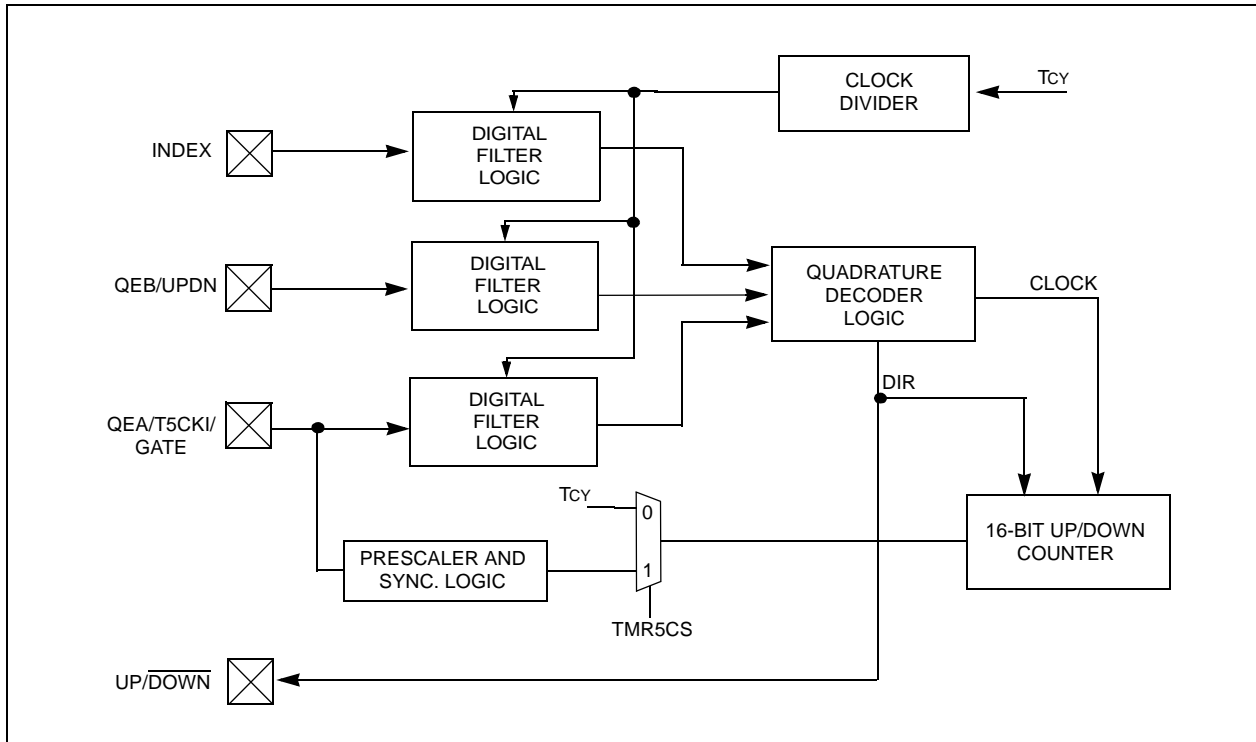 CLOCK
DIVIDER
TCY
INDEX
DIGITAL
FILTER
LOGIC
QEB/UPDN
DIGITAL
FILTER
LOGIC
QUADRATURE
DECODER
LOGIC
CLOCK
DIR
QEA/T5CKI/
GATE
DIGITAL
FILTER
LOGIC
TCY
0
1
PRESCALER AND
SYNC. LOGIC
TMR5CS
16-BIT UP/DOWN
COUNTER
UP/DOWN